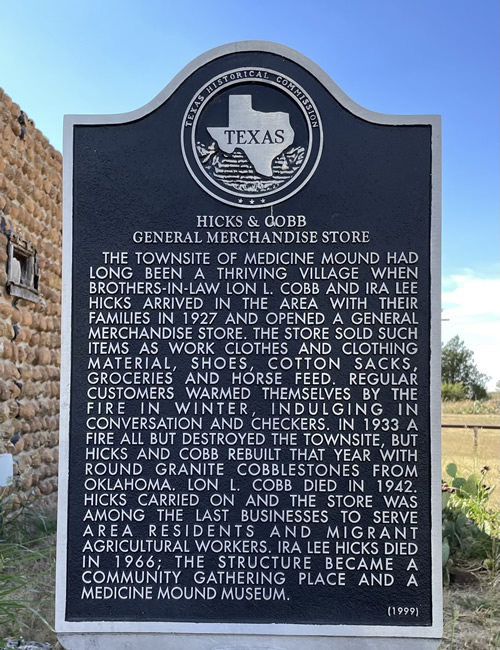 TEXAS HISTORICAL COMMISSION
TEXAS
HICKS & COBB
GENERAL MERCHANDISE STORE
THE TOWNSITE OF MEDICINE MOUND HAD
LONG BEEN A THRIVING VILLAGE WHEN
BROTHERS-IN-LAW LON L. COBB AND IRA LEE
HICKS ARRIVED IN THE AREA WITH THEIR
FAMILIES IN 1927 AND OPENED A GENERAL
MERCHANDISE STORE. THE STORE SOLD SUCH
ITEMS AS WORK CLOTHES AND CLOTHING
MATERIAL, SHOES, COTTON SACKS,
GROCERIES AND HORSE FEED. REGULAR
CUSTOMERS WARMED THEMSELVES BY THE
FIRE IN WINTER, INDULGING IN
CONVERSATION AND CHECKERS. IN 1933 A
FIRE ALL BUT DESTROYED THE TOWNSITE, BUT
HICKS AND COBB REBUILT THAT YEAR WITH
ROUND GRANITE COBBLESTONES FROM
OKLAHOMA. LON L. COBB DIED IN 1942.
HICKS CARRIED ON AND THE STORE WAS
AMONG THE LAST BUSINESSES TO SERVE
AREA RESIDENTS AND MIGRANT
AGRICULTURAL WORKERS. IRA LEE HICKS DIED
IN 1966; THE STRUCTURE BECAME A
COMMUNITY GATHERING PLACE AND A
MEDICINE MOUND MUSEUM.
(1999)